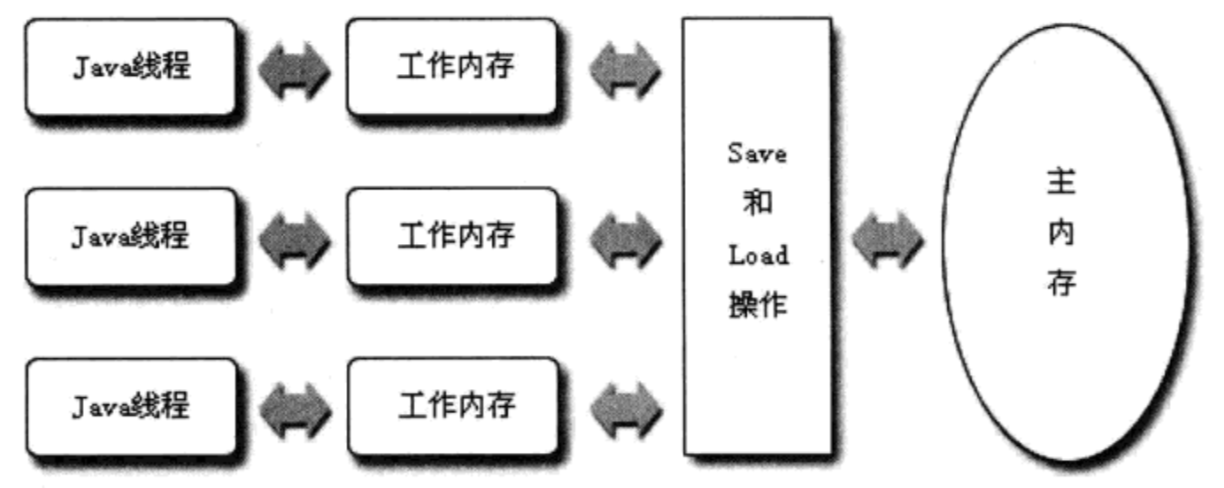 Java线程
工作内存
Java线程
工作内存
Java线程
工作内存
Save
和
Load
操作
主
内
存